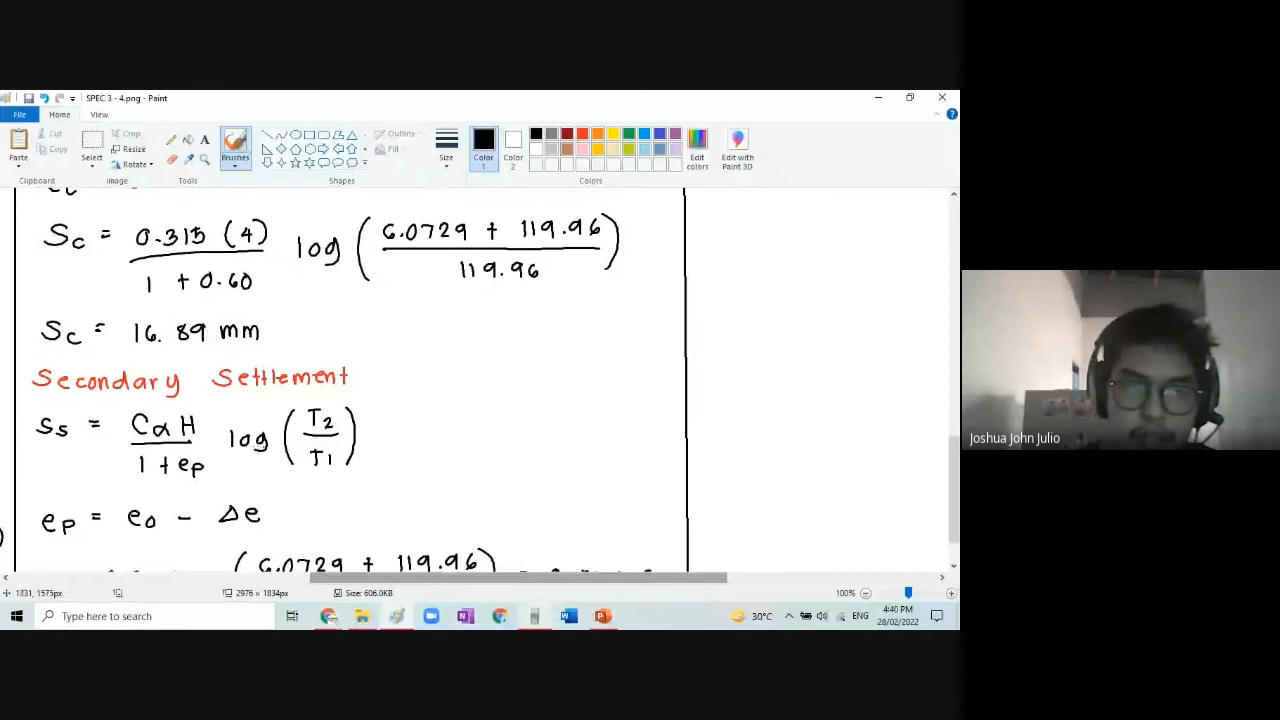 SPEC 3 - 4.png - Paint
File Home View
Paste
Cut
Copy
Clipboard
Select
Crop
Resize
Rotate
Image
Tools
Brushes
Outline
Fill
Shapes
Size
Color 1
Color 2
Edit colors
Edit with Paint 3D
Colors
Sc = 0.315 (4) / 1 + 0.60 log (6.0729 + 119.96 / 119.96)
Sc = 16.89 mm
Secondary Settlement
Ss = Cα H / 1 + ep log (T2 / T1)
ep = eo - Δe
(6.0729 + 119.96)
Joshua John Julio
1331, 1575px
2976 × 1834px
Size: 606.0KB
100%
Type here to search
30°C
ENG
4:40 PM
28/02/2022